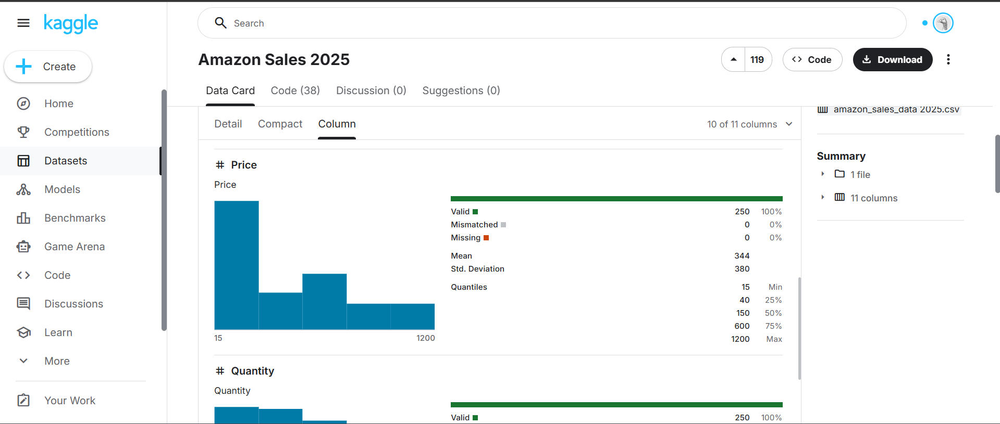 kaggle
Search
Create
Home
Competitions
Datasets
Models
Benchmarks
Game Arena
Code
Discussions
Learn
More
Your Work
Amazon Sales 2025
119
Code
Download
Data Card
Code (38)
Discussion (0)
Suggestions (0)
Detail
Compact
Column
10 of 11 columns
# Price
Price
15
1200
Valid 250 100%
Mismatched 0 0%
Missing 0 0%
Mean 344
Std. Deviation 380
Quantiles 15 Min
40 25%
150 50%
600 75%
1200 Max
# Quantity
Quantity
Valid 250 100%
amazon_sales_data 2025.csv
Summary
1 file
11 columns